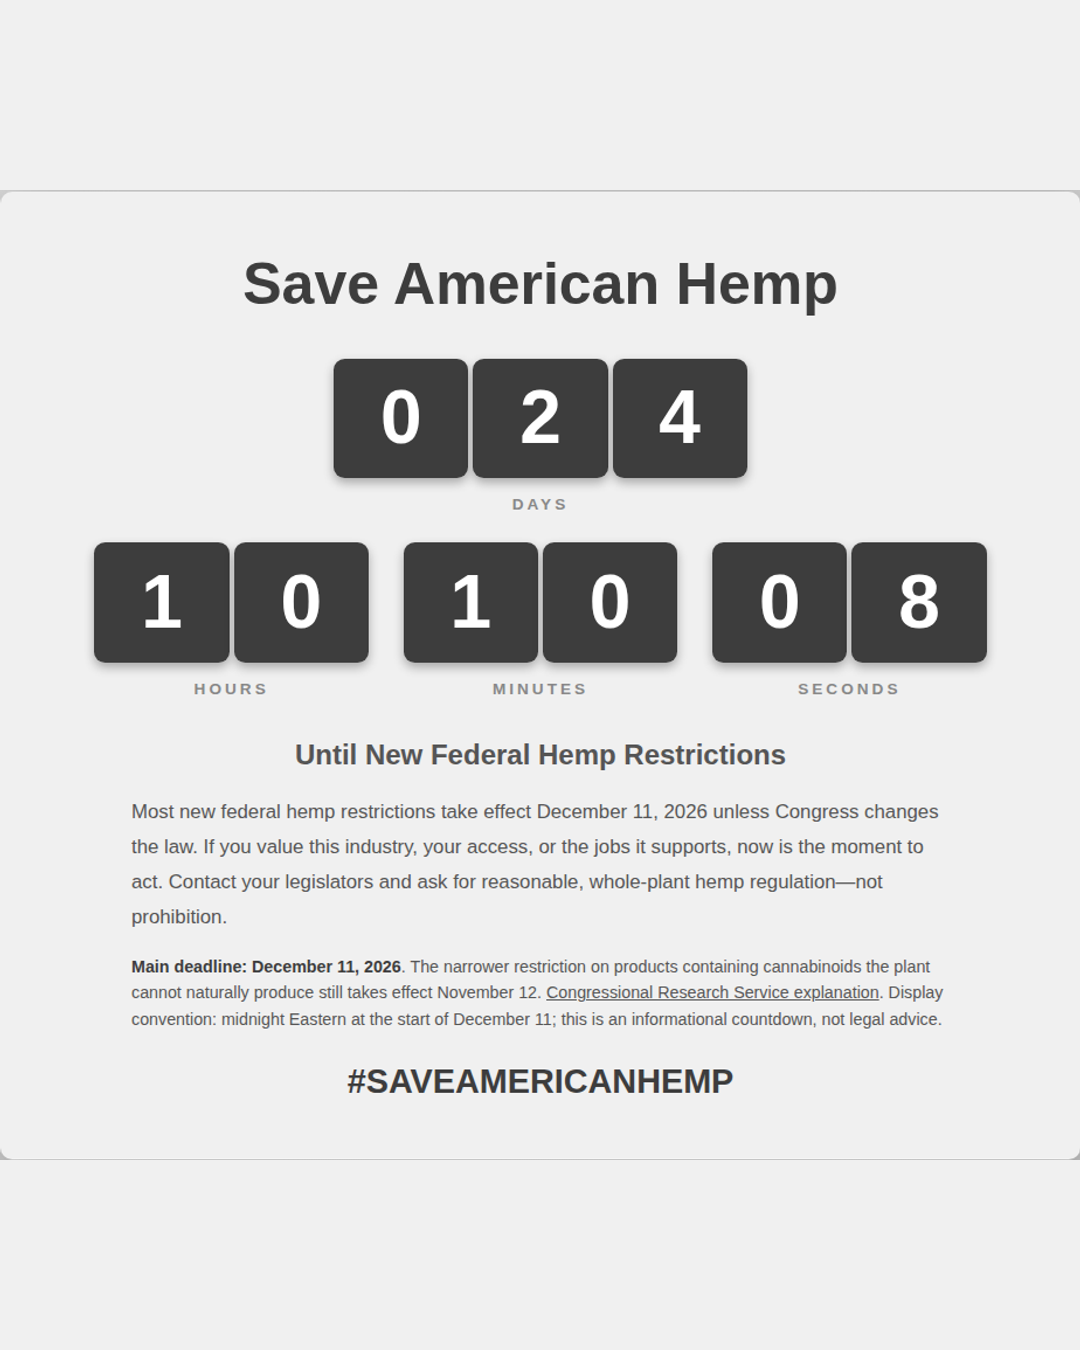 Save American Hemp
0 2 4
DAYS
1 0 1 0 0 8
HOURS MINUTES SECONDS
Until New Federal Hemp Restrictions
Most new federal hemp restrictions take effect December 11, 2026 unless Congress changes
the law. If you value this industry, your access, or the jobs it supports, now is the moment to
act. Contact your legislators and ask for reasonable, whole-plant hemp regulation—not
prohibition.
Main deadline: December 11, 2026. The narrower restriction on products containing cannabinoids the plant
cannot naturally produce still takes effect November 12. Congressional Research Service explanation. Display
convention: midnight Eastern at the start of December 11; this is an informational countdown, not legal advice.
#SAVEAMERICANHEMP